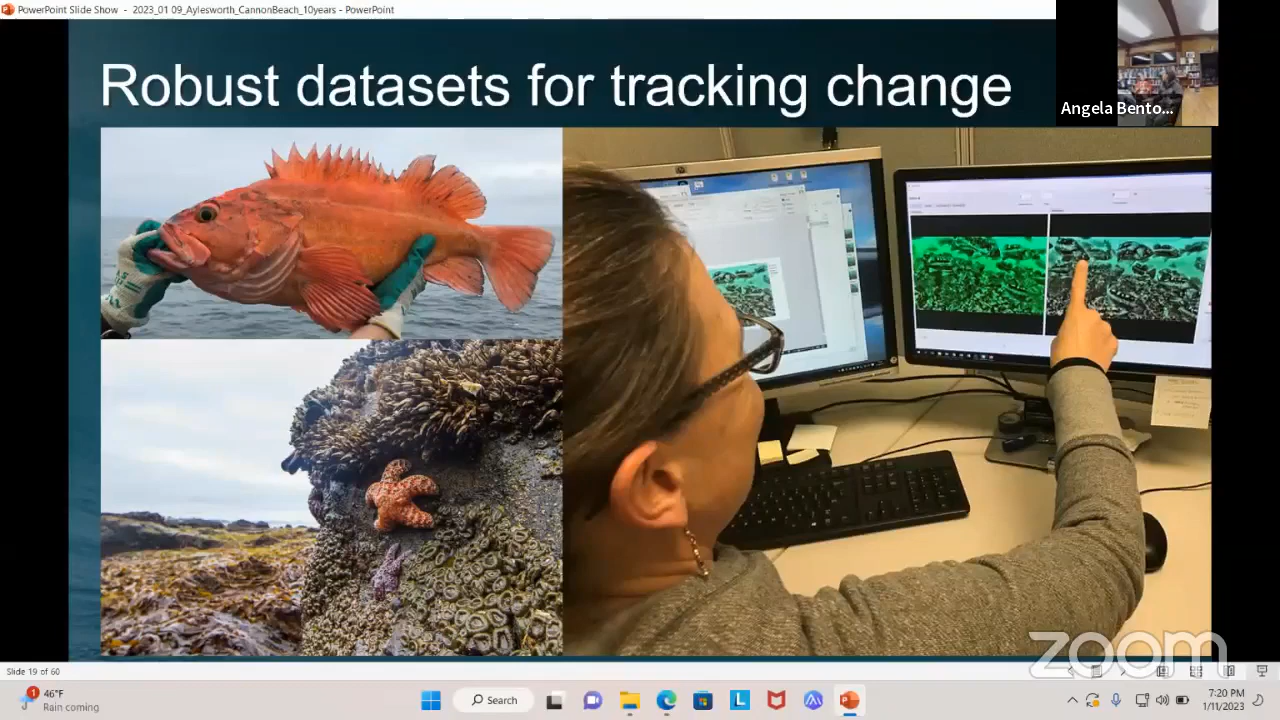 PowerPoint Slide Show - 2023_01 09_Aylesworth_CannonBeach_10years - PowerPoint
Angela Bento...
Robust datasets for tracking change
zoom
Slide 19 of 60
1
46°F
Rain coming
Search
L
7:20 PM
1/11/2023